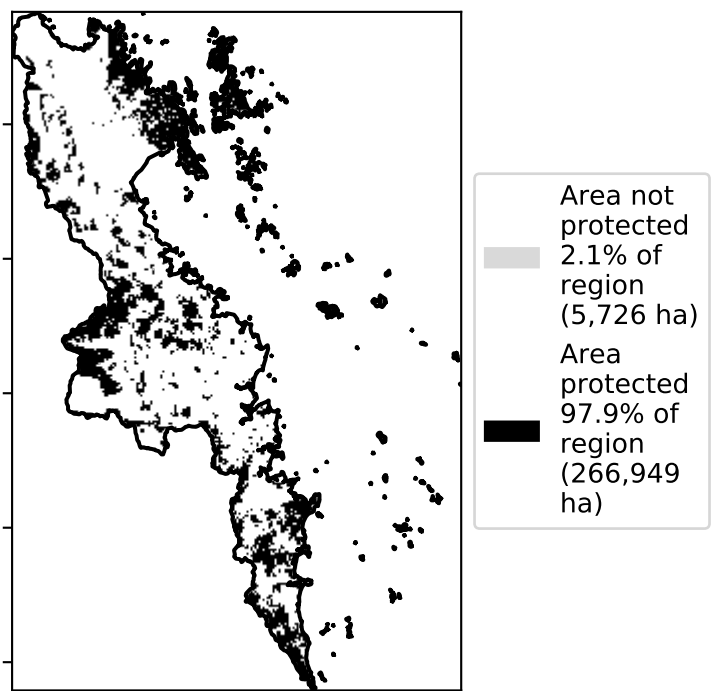 Area not
protected
2.1% of
region
(5,726 ha)
Area
protected
97.9% of
region
(266,949
ha)